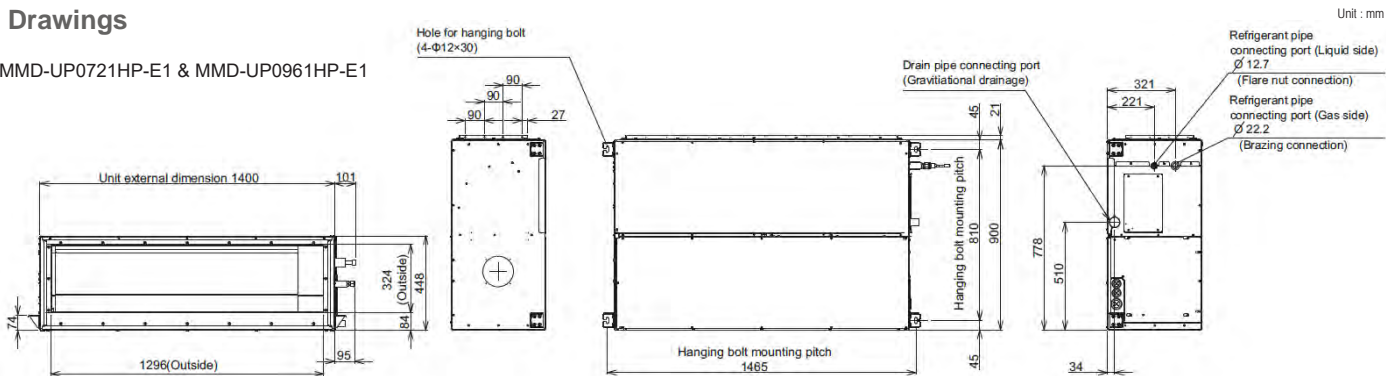 Drawings
Unit : mm
MMD-UP0721HP-E1 & MMD-UP0961HP-E1
Hole for hanging bolt
(4-Φ12×30)
Drain pipe connecting port
(Gravitiational drainage)
Refrigerant pipe
connecting port (Liquid side)
Ø 12.7
(Flare nut connection)
Refrigerant pipe
connecting port (Gas side)
Ø 22.2
(Brazing connection)
Unit external dimension 1400
101
324
(Outside)
448
84
74
95
1296(Outside)
90
90
90
27
45
21
Hanging bolt mounting pitch
810
900
45
Hanging bolt mounting pitch
1465
321
221
778
510
34